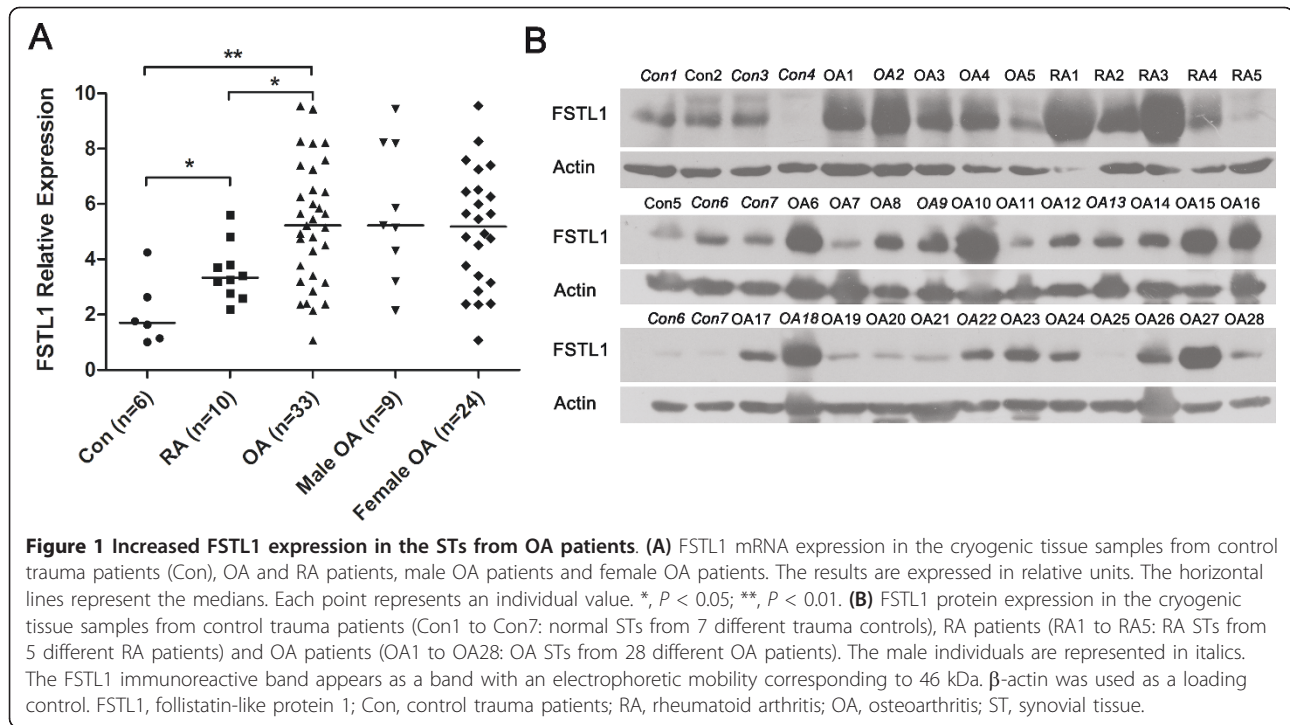 A
**
*
*
10
8
6
4
2
0
FSTL1 Relative Expression
Con (n=6)
RA (n=10)
OA (n=33)
Male OA (n=9)
Female OA (n=24)
B
Con1 Con2 Con3 Con4 OA1 OA2 OA3 OA4 OA5 RA1 RA2 RA3 RA4 RA5
FSTL1
Actin
Con5 Con6 Con7 OA6 OA7 OA8 OA9 OA10 OA11 OA12 OA13 OA14 OA15 OA16
FSTL1
Actin
Con6 Con7 OA17 OA18 OA19 OA20 OA21 OA22 OA23 OA24 OA25 OA26 OA27 OA28
FSTL1
Actin
Figure 1 Increased FSTL1 expression in the STs from OA patients. (A) FSTL1 mRNA expression in the cryogenic tissue samples from control
trauma patients (Con), OA and RA patients, male OA patients and female OA patients. The results are expressed in relative units. The horizontal
lines represent the medians. Each point represents an individual value. *, P < 0.05; **, P < 0.01. (B) FSTL1 protein expression in the cryogenic
tissue samples from control trauma patients (Con1 to Con7: normal STs from 7 different trauma controls), RA patients (RA1 to RA5: RA STs from
5 different RA patients) and OA patients (OA1 to OA28: OA STs from 28 different OA patients). The male individuals are represented in italics.
The FSTL1 immunoreactive band appears as a band with an electrophoretic mobility corresponding to 46 kDa. β-actin was used as a loading
control. FSTL1, follistatin-like protein 1; Con, control trauma patients; RA, rheumatoid arthritis; OA, osteoarthritis; ST, synovial tissue.